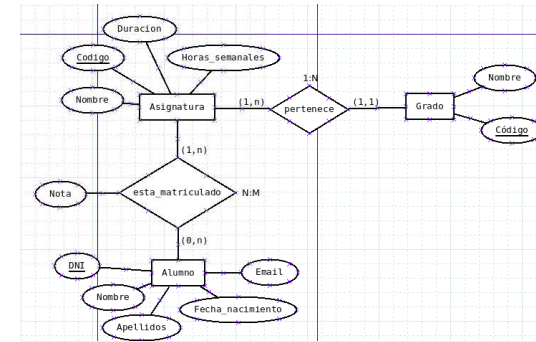 Duracion
Codigo
Horas_semanales
Nombre
Asignatura
(1,n)
1:N
pertenece
(1,1)
Grado
Nombre
Código
(1,n)
Nota
esta_matriculado
N:M
(0,n)
DNI
Alumno
Email
Nombre
Fecha_nacimiento
Apellidos